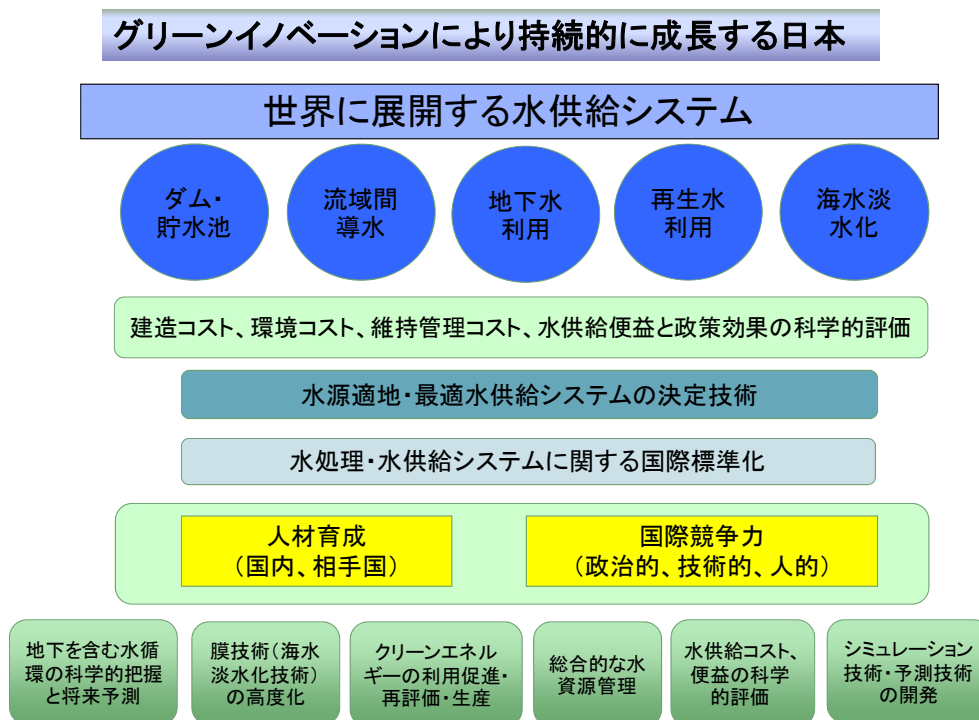 グリーンイノベーションにより持続的に成長する日本
世界に展開する水供給システム
ダム・
貯水池
流域間
導水
地下水
利用
再生水
利用
海水淡
水化
建造コスト、環境コスト、維持管理コスト、水供給便益と政策効果の科学的評価
水源適地・最適水供給システムの決定技術
水処理・水供給システムに関する国際標準化
人材育成
（国内、相手国）
国際競争力
（政治的、技術的、人的）
地下を含む水循
環の科学的把握
と将来予測
膜技術（海水
淡水化技術）
の高度化
クリーンエネル
ギーの利用促進・
再評価・生産
総合的な水
資源管理
水供給コスト、
便益の科学
的評価
シミュレーション
技術・予測技術
の開発